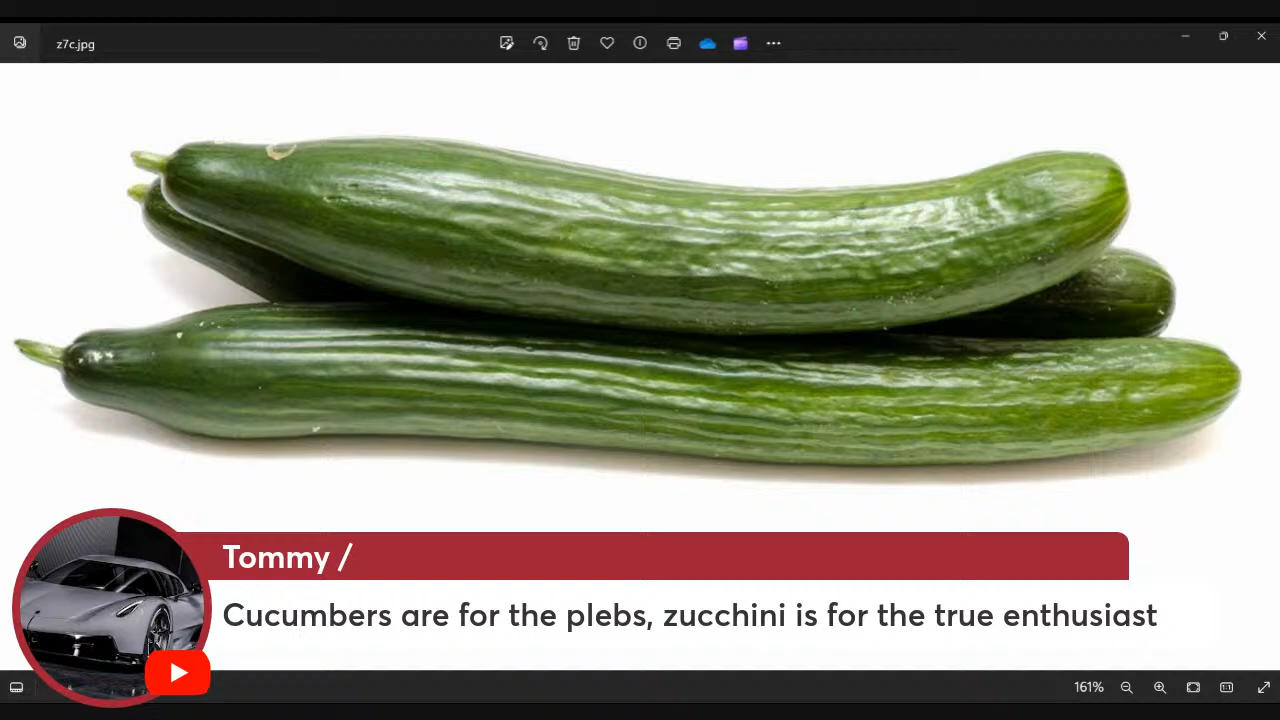 z7c.jpg
Tommy /
Cucumbers are for the plebs, zucchini is for the true enthusiast
161%